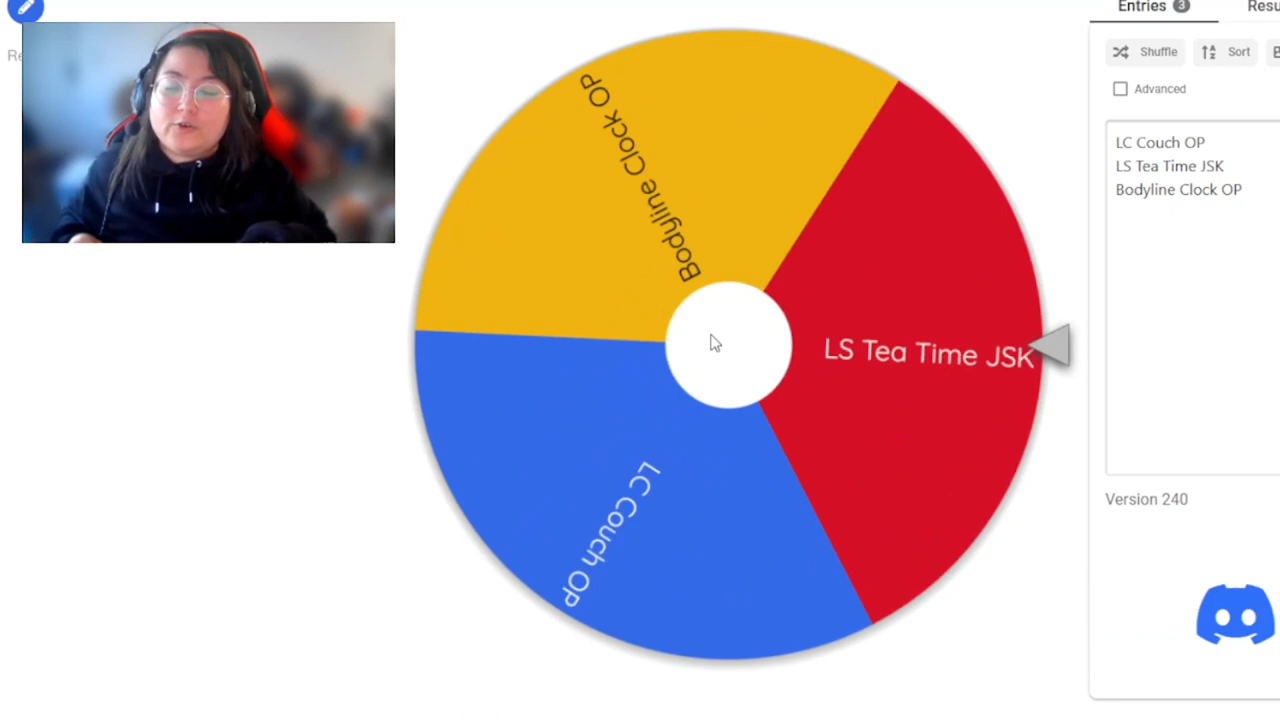 Re
Entries 3
Resu
Shuffle
Sort
Advanced
LC Couch OP
LS Tea Time JSK
Bodyline Clock OP
Bodyline Clock OP
LS Tea Time JSK
LC Couch OP
Version 240